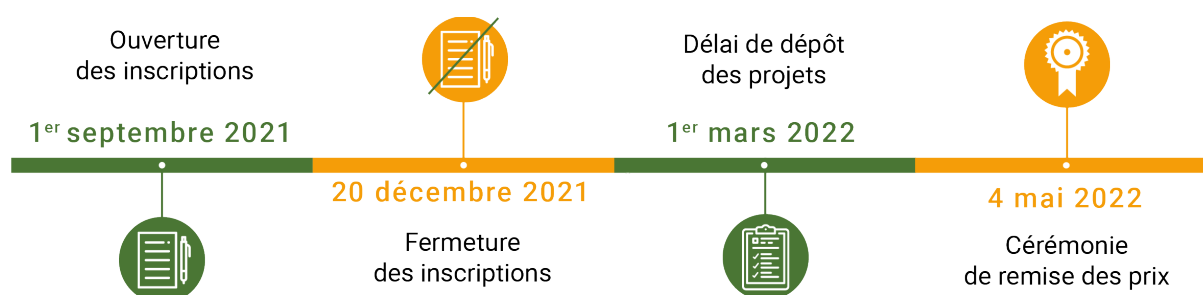 Ouverture
des inscriptions
1er septembre 2021
20 décembre 2021
Fermeture
des inscriptions
Délai de dépôt
des projets
1er mars 2022
4 mai 2022
Cérémonie
de remise des prix